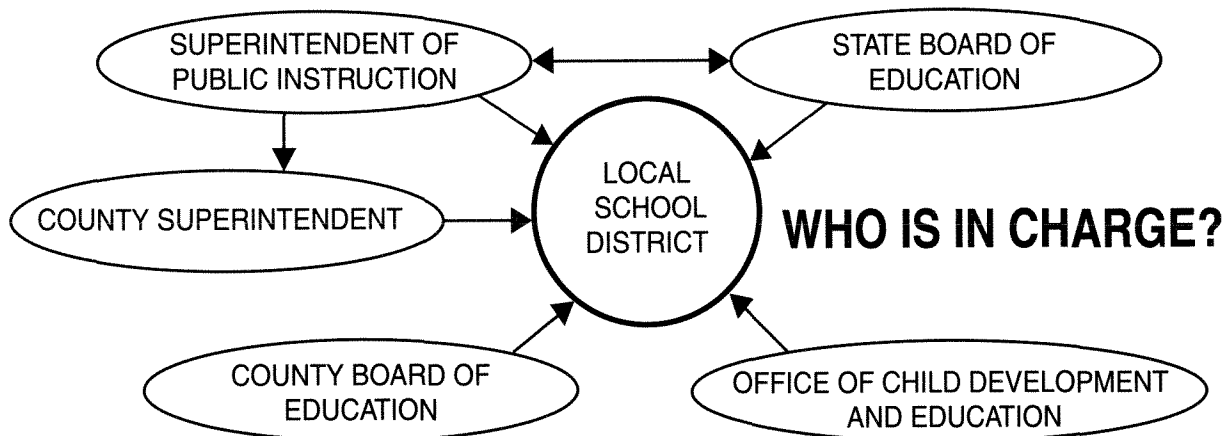 SUPERINTENDENT OF
PUBLIC INSTRUCTION
STATE BOARD OF
EDUCATION
LOCAL
SCHOOL
DISTRICT
COUNTY SUPERINTENDENT
WHO IS IN CHARGE?
COUNTY BOARD OF
EDUCATION
OFFICE OF CHILD DEVELOPMENT
AND EDUCATION